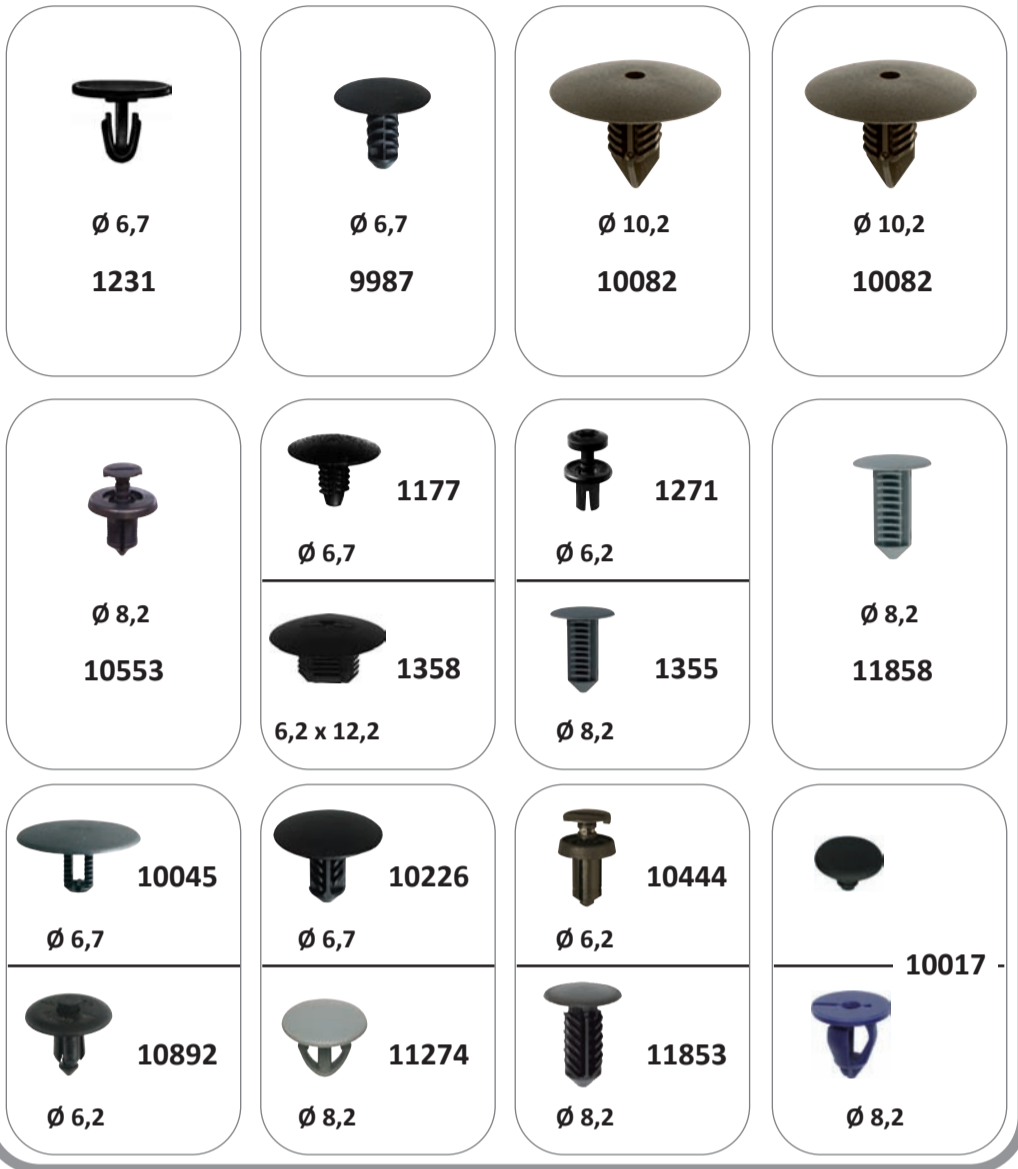 Ø 6,7
1231
Ø 6,7
9987
Ø 10,2
10082
Ø 10,2
10082
Ø 8,2
10553
1177
Ø 6,7
1358
6,2 x 12,2
1271
Ø 6,2
1355
Ø 8,2
Ø 8,2
11858
10045
Ø 6,7
10892
Ø 6,2
10226
Ø 6,7
11274
Ø 8,2
10444
Ø 6,2
11853
Ø 8,2
10017
Ø 8,2